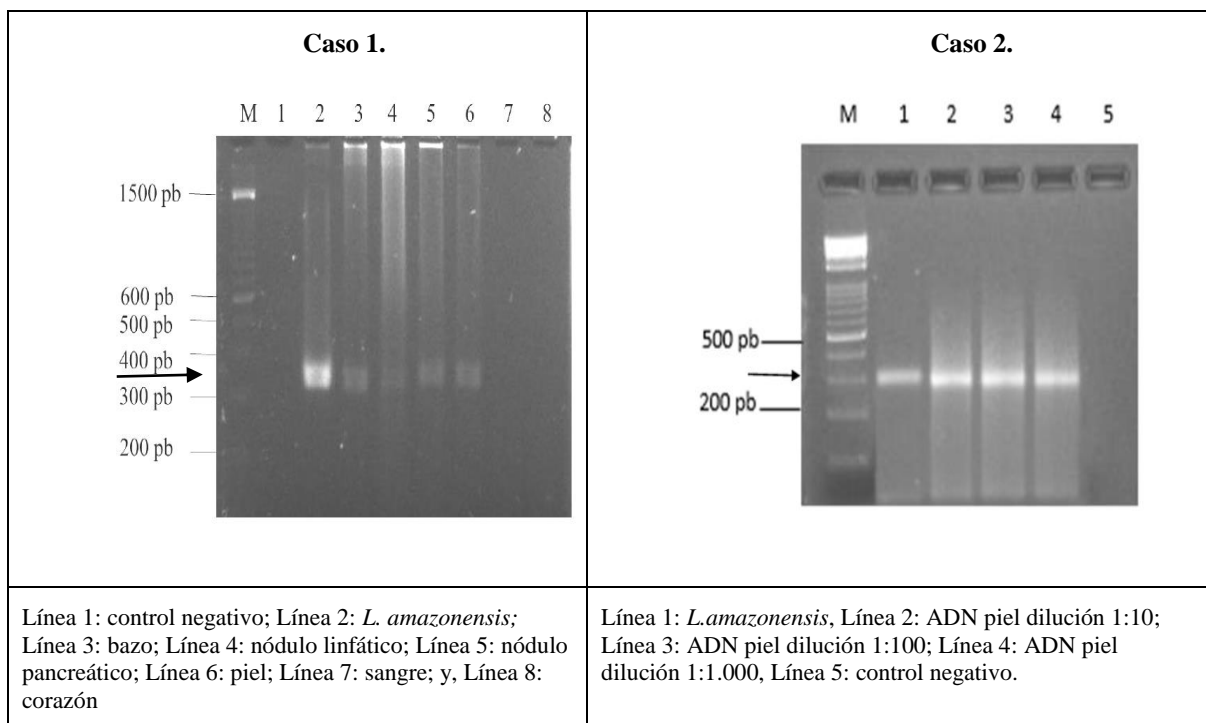 Caso 1.
M 1 2 3 4 5 6 7 8
1500 pb
600 pb
500 pb
400 pb
300 pb
200 pb
Línea 1: control negativo; Línea 2: L. amazonensis;
Línea 3: bazo; Línea 4: nódulo linfático; Línea 5: nódulo
pancreático; Línea 6: piel; Línea 7: sangre; y, Línea 8:
corazón
Caso 2.
M 1 2 3 4 5
500 pb
200 pb
Línea 1: L.amazonensis, Línea 2: ADN piel dilución 1:10;
Línea 3: ADN piel dilución 1:100; Línea 4: ADN piel
dilución 1:1.000, Línea 5: control negativo.